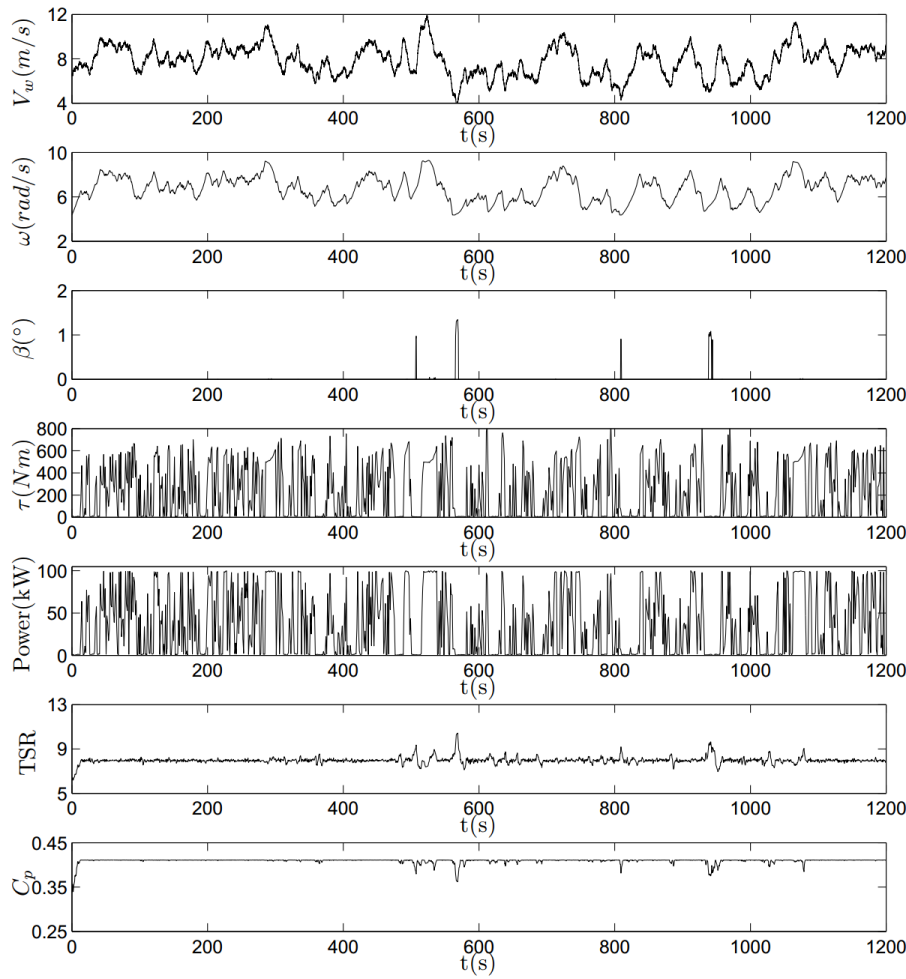 12
8
4
V_w(m/s)
0 200 400 600 800 1000 1200
t(s)
10
6
2
ω(rad/s)
0 200 400 600 800 1000 1200
t(s)
2
1
0
β(°)
0 200 400 600 800 1000 1200
t(s)
800
600
400
200
0
τ(Nm)
0 200 400 600 800 1000 1200
t(s)
100
50
0
Power(kW)
0 200 400 600 800 1000 1200
t(s)
13
9
5
TSR
0 200 400 600 800 1000 1200
t(s)
0.45
0.35
0.25
C_p
0 200 400 600 800 1000 1200
t(s)